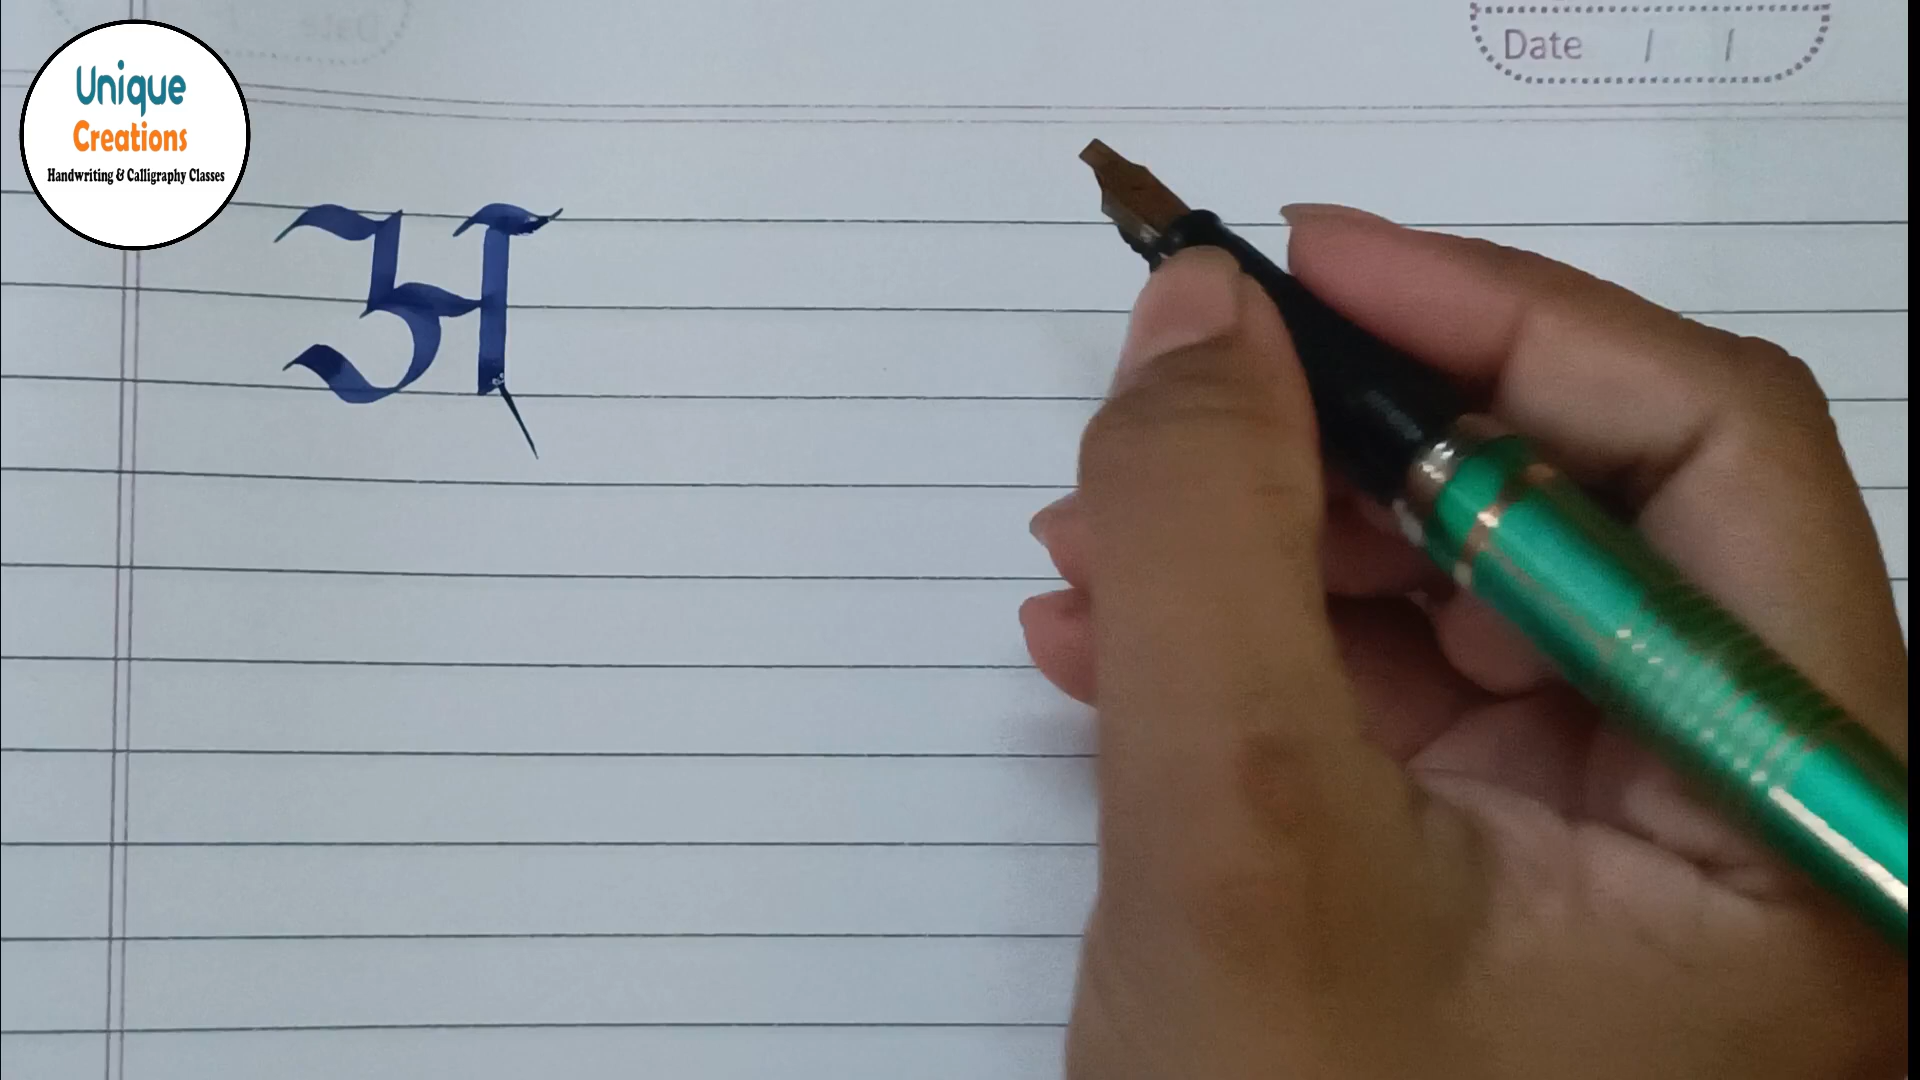 Unique
Creations
Handwriting & Calligraphy Classes
Date / /
अ